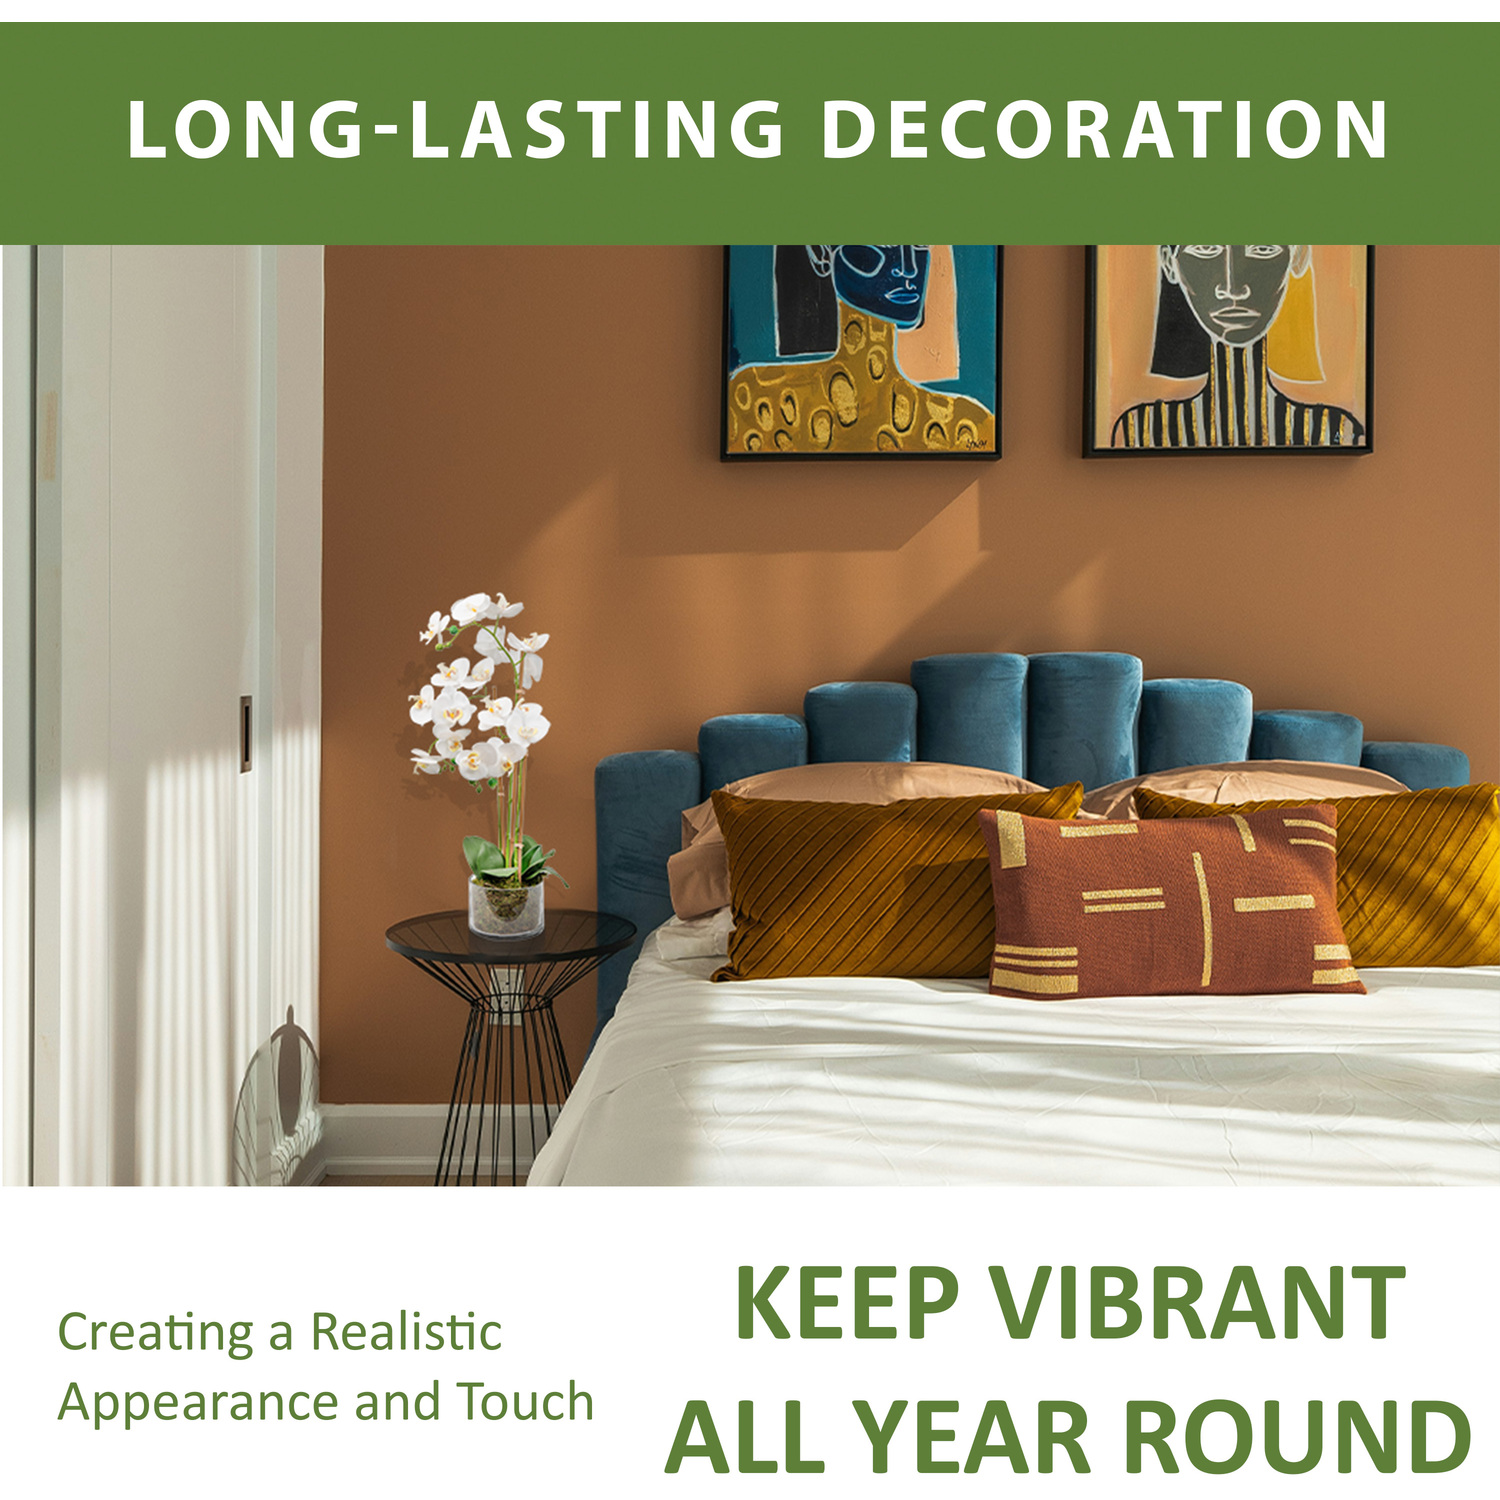 LONG-LASTING DECORATION
Creating a Realistic
Appearance and Touch
KEEP VIBRANT
ALL YEAR ROUND